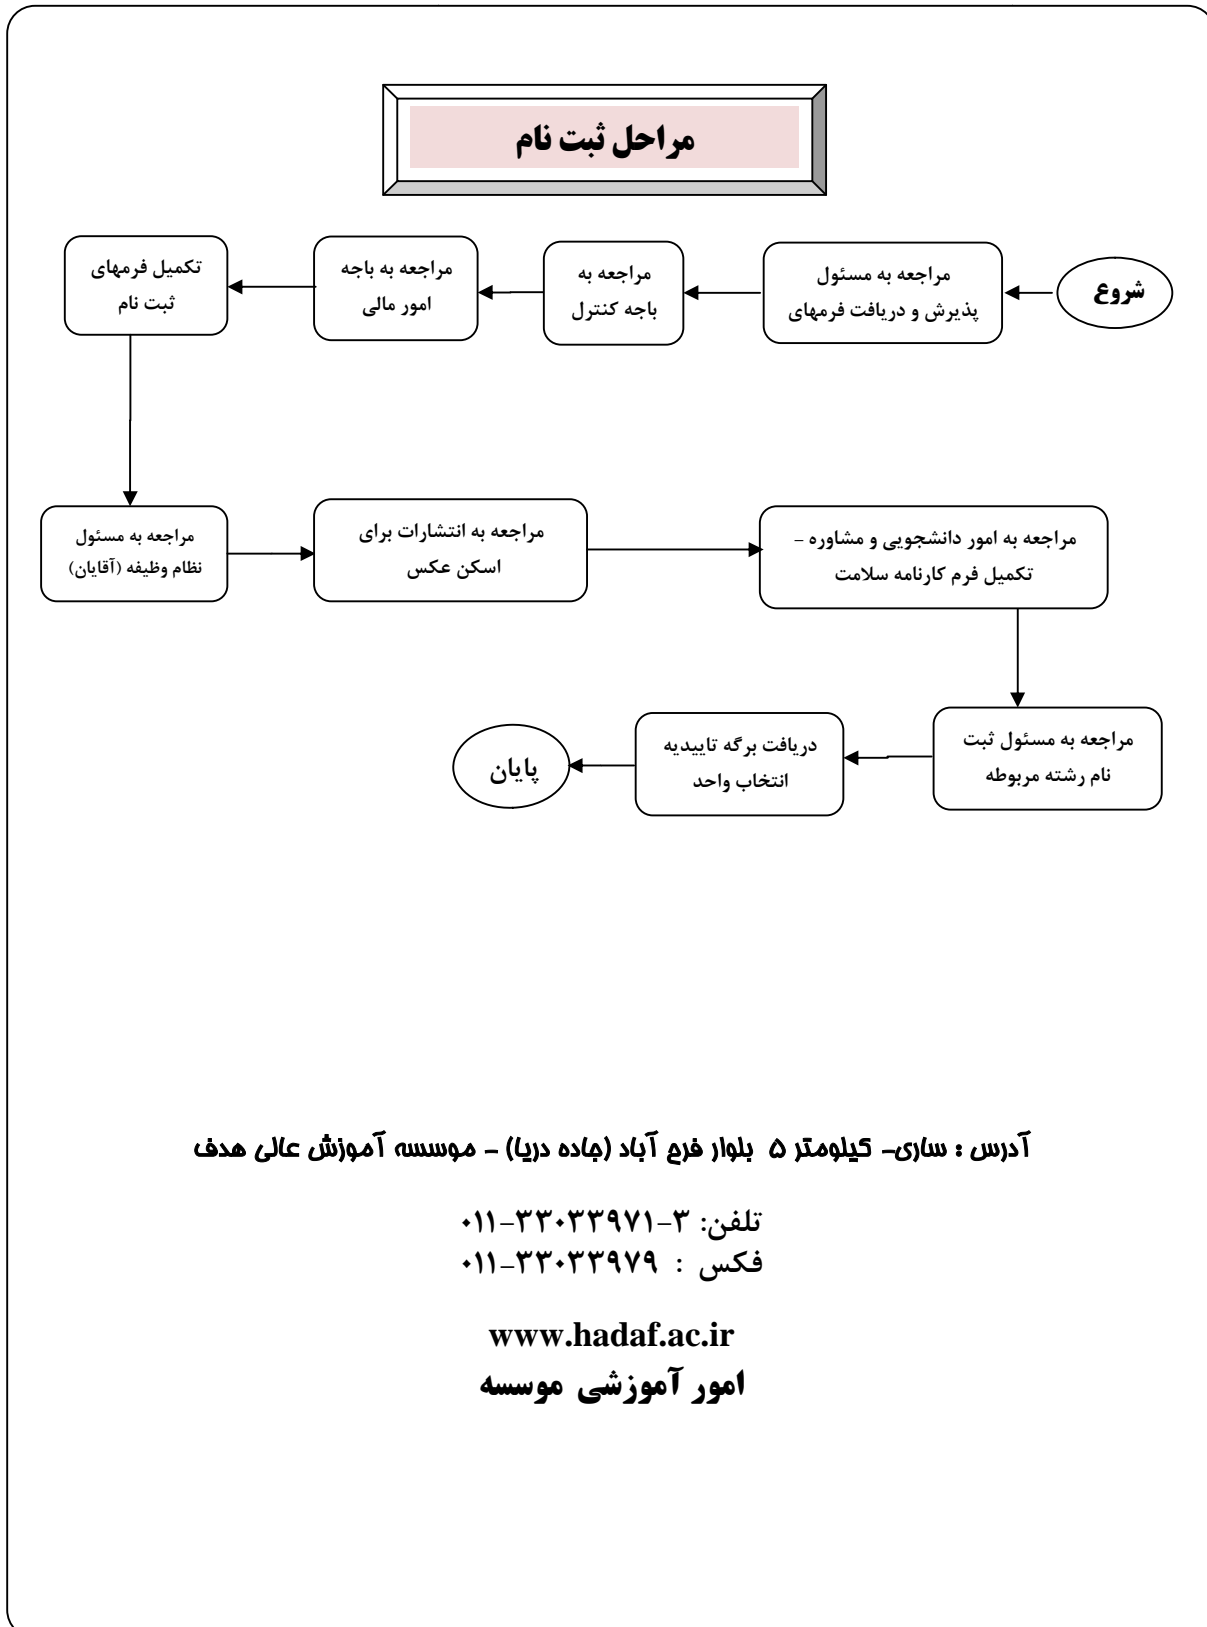 مراحل ثبت نام
شروع
مراجعه به مسئول
پذیرش و دریافت فرمهای
مراجعه به
باجه کنترل
مراجعه به باجه
امور مالی
تکمیل فرمهای
ثبت نام
مراجعه به مسئول
نظام وظیفه (آقایان)
مراجعه به انتشارات برای
اسکن عکس
مراجعه به امور دانشجویی و مشاوره –
تکمیل فرم کارنامه سلامت
مراجعه به مسئول ثبت
نام رشته مربوطه
دریافت برگه تاییدیه
انتخاب واحد
پایان
آدرس : ساری- کیلومتر ۵ بلوار فرح آباد (جاده دریا) – موسسه آموزش عالی هدف
تلفن: ۳-۳۳۰۳۳۹۷۱-۰۱۱
فکس : ۳۳۰۳۳۹۷۹-۰۱۱
www.hadaf.ac.ir
امور آموزشی موسسه